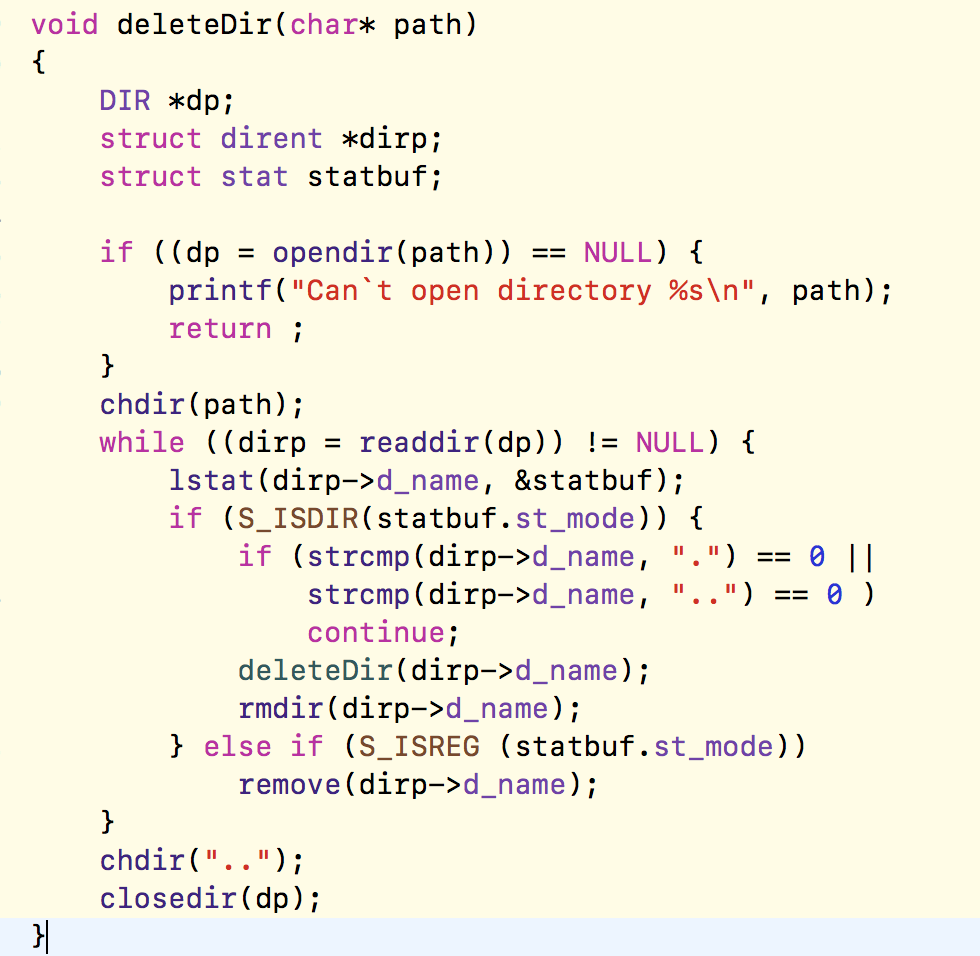 void deleteDir(char* path)
{
    DIR *dp;
    struct dirent *dirp;
    struct stat statbuf;

    if ((dp = opendir(path)) == NULL) {
        printf("Can`t open directory %s\n", path);
        return ;
    }
    chdir(path);
    while ((dirp = readdir(dp)) != NULL) {
        lstat(dirp->d_name, &statbuf);
        if (S_ISDIR(statbuf.st_mode)) {
            if (strcmp(dirp->d_name, ".") == 0 ||
                strcmp(dirp->d_name, "..") == 0 )
                continue;
            deleteDir(dirp->d_name);
            rmdir(dirp->d_name);
        } else if (S_ISREG (statbuf.st_mode))
            remove(dirp->d_name);
    }
    chdir("..");
    closedir(dp);
}